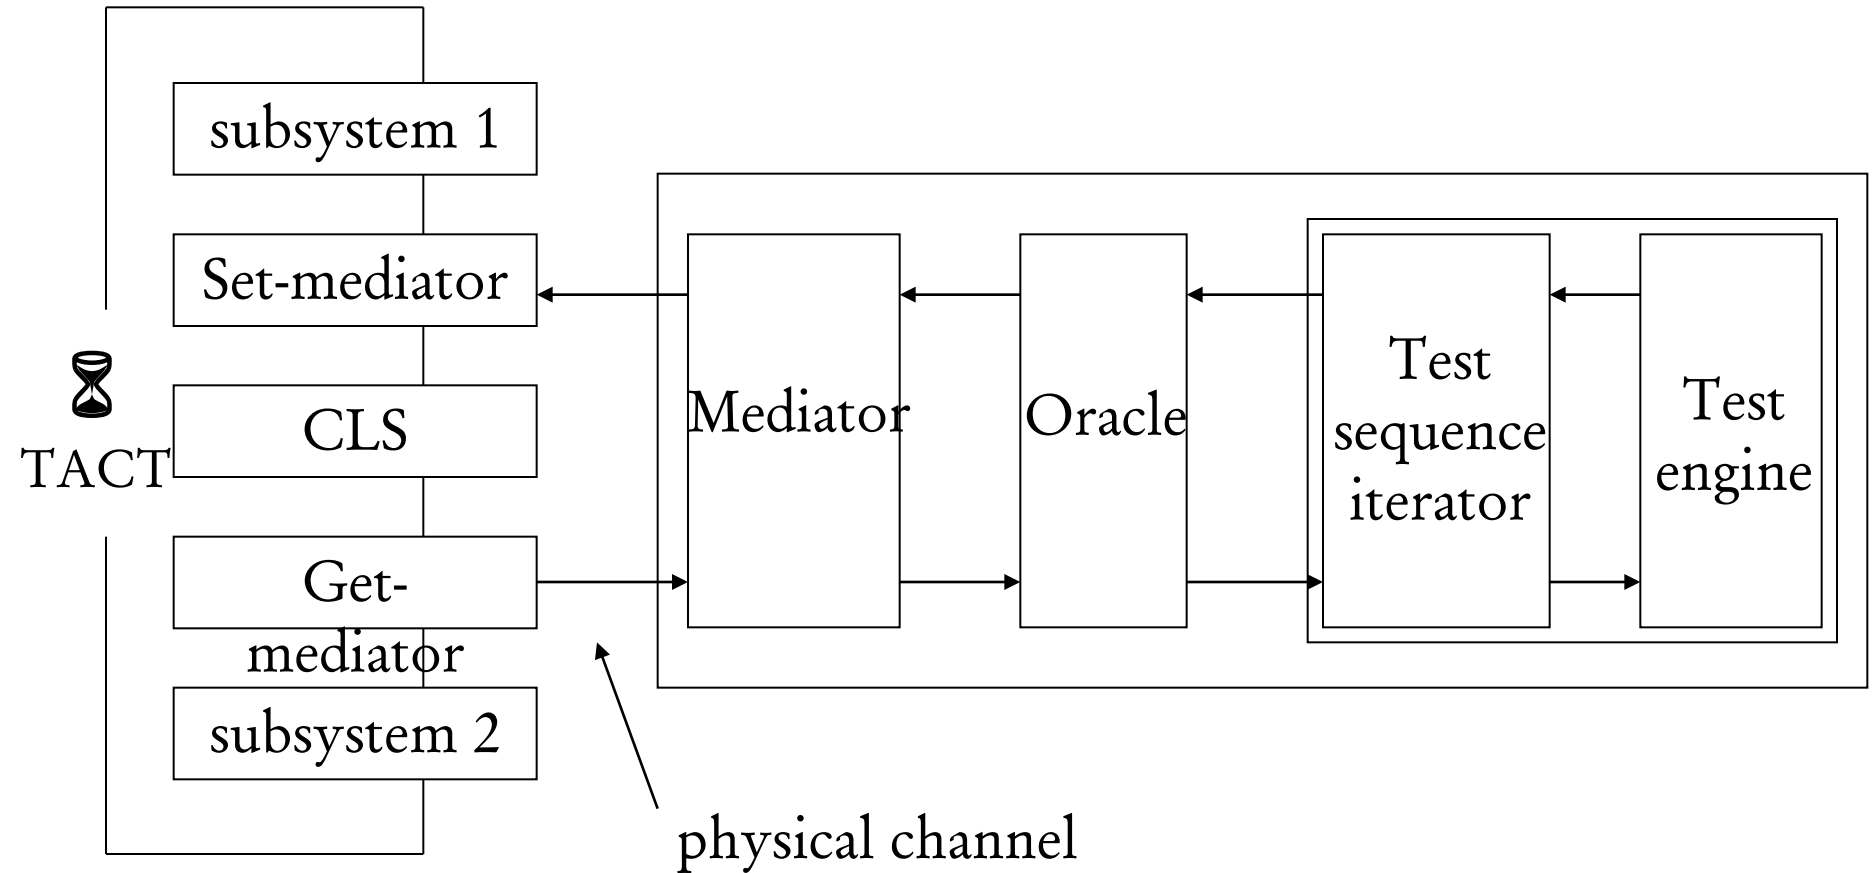 subsystem 1
Set-mediator
CLS
TACT
Get-
mediator
subsystem 2
Mediator
Oracle
Test
sequence
iterator
Test
engine
physical channel